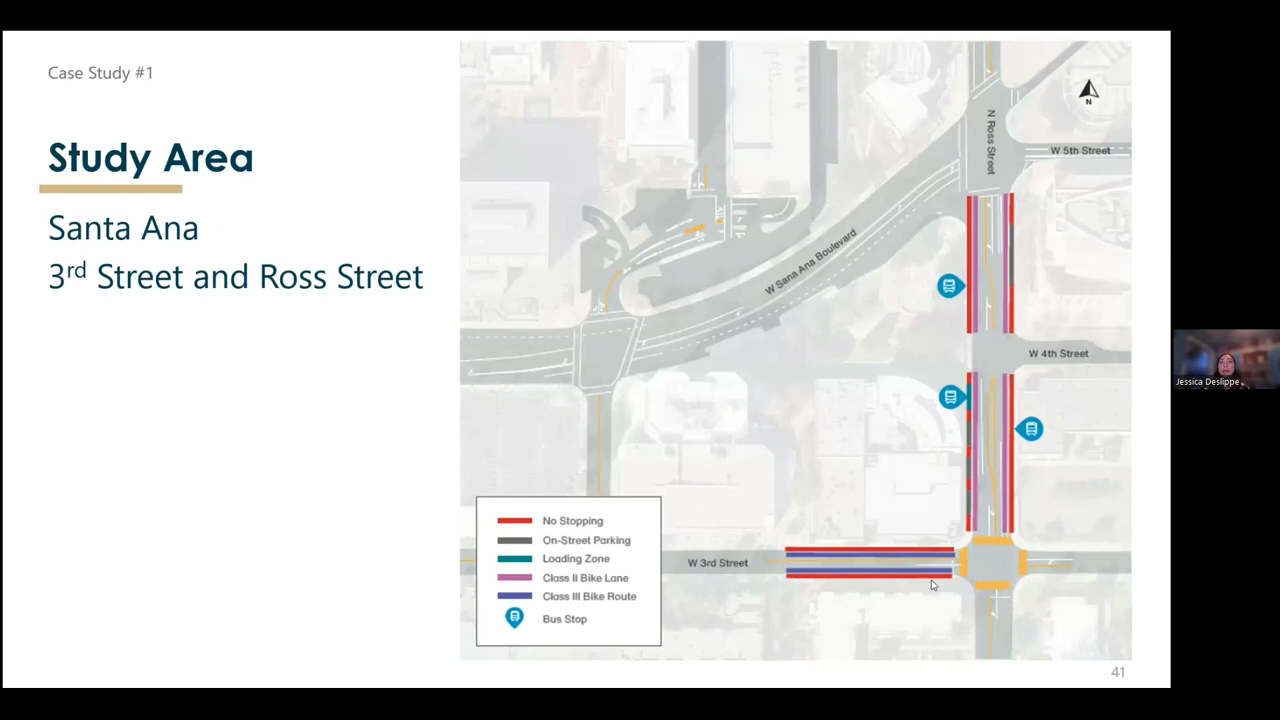 Case Study #1
Study Area
Santa Ana
3rd Street and Ross Street
N
N Ross Street
W 5th Street
W Sana Ana Boulevard
W 4th Street
W 3rd Street
No Stopping
On-Street Parking
Loading Zone
Class II Bike Lane
Class III Bike Route
Bus Stop
41
Jessica Deslippe